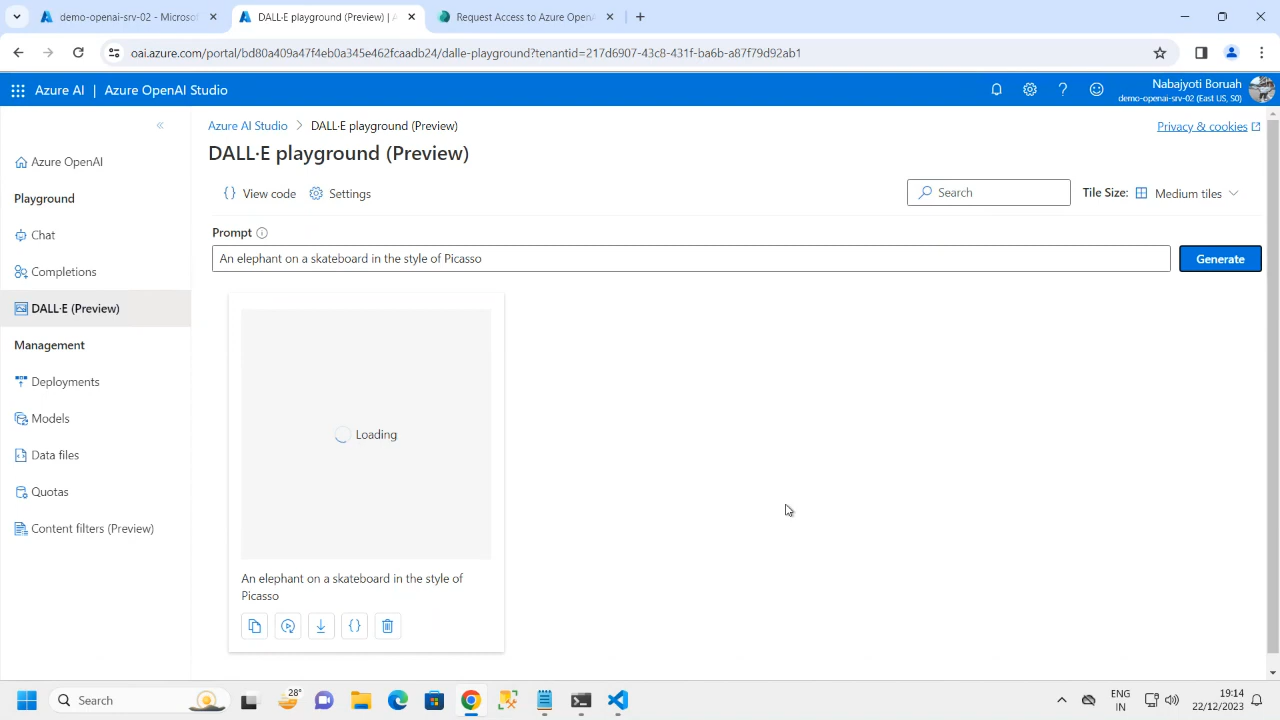 demo-openai-srv-02 - Microsof
DALL·E playground (Preview) | A
Request Access to Azure OpenA
oai.azure.com/portal/bd80a409a47f4eb0a345e462fcaadb24/dalle-playground?tenantid=217d6907-43c8-431f-ba6b-a87f79d92ab1
Azure AI | Azure OpenAI Studio
Nabajyoti Boruah
demo-openai-srv-02 (East US, S0)
Azure AI Studio > DALL·E playground (Preview)
Privacy & cookies
DALL·E playground (Preview)
Azure OpenAI
Playground
Chat
Completions
DALL·E (Preview)
Management
Deployments
Models
Data files
Quotas
Content filters (Preview)
{} View code
Settings
Search
Tile Size:
Medium tiles
Prompt
An elephant on a skateboard in the style of Picasso
Generate
Loading
An elephant on a skateboard in the style of
Picasso
{}
Search
28°
ENG
IN
19:14
22/12/2023